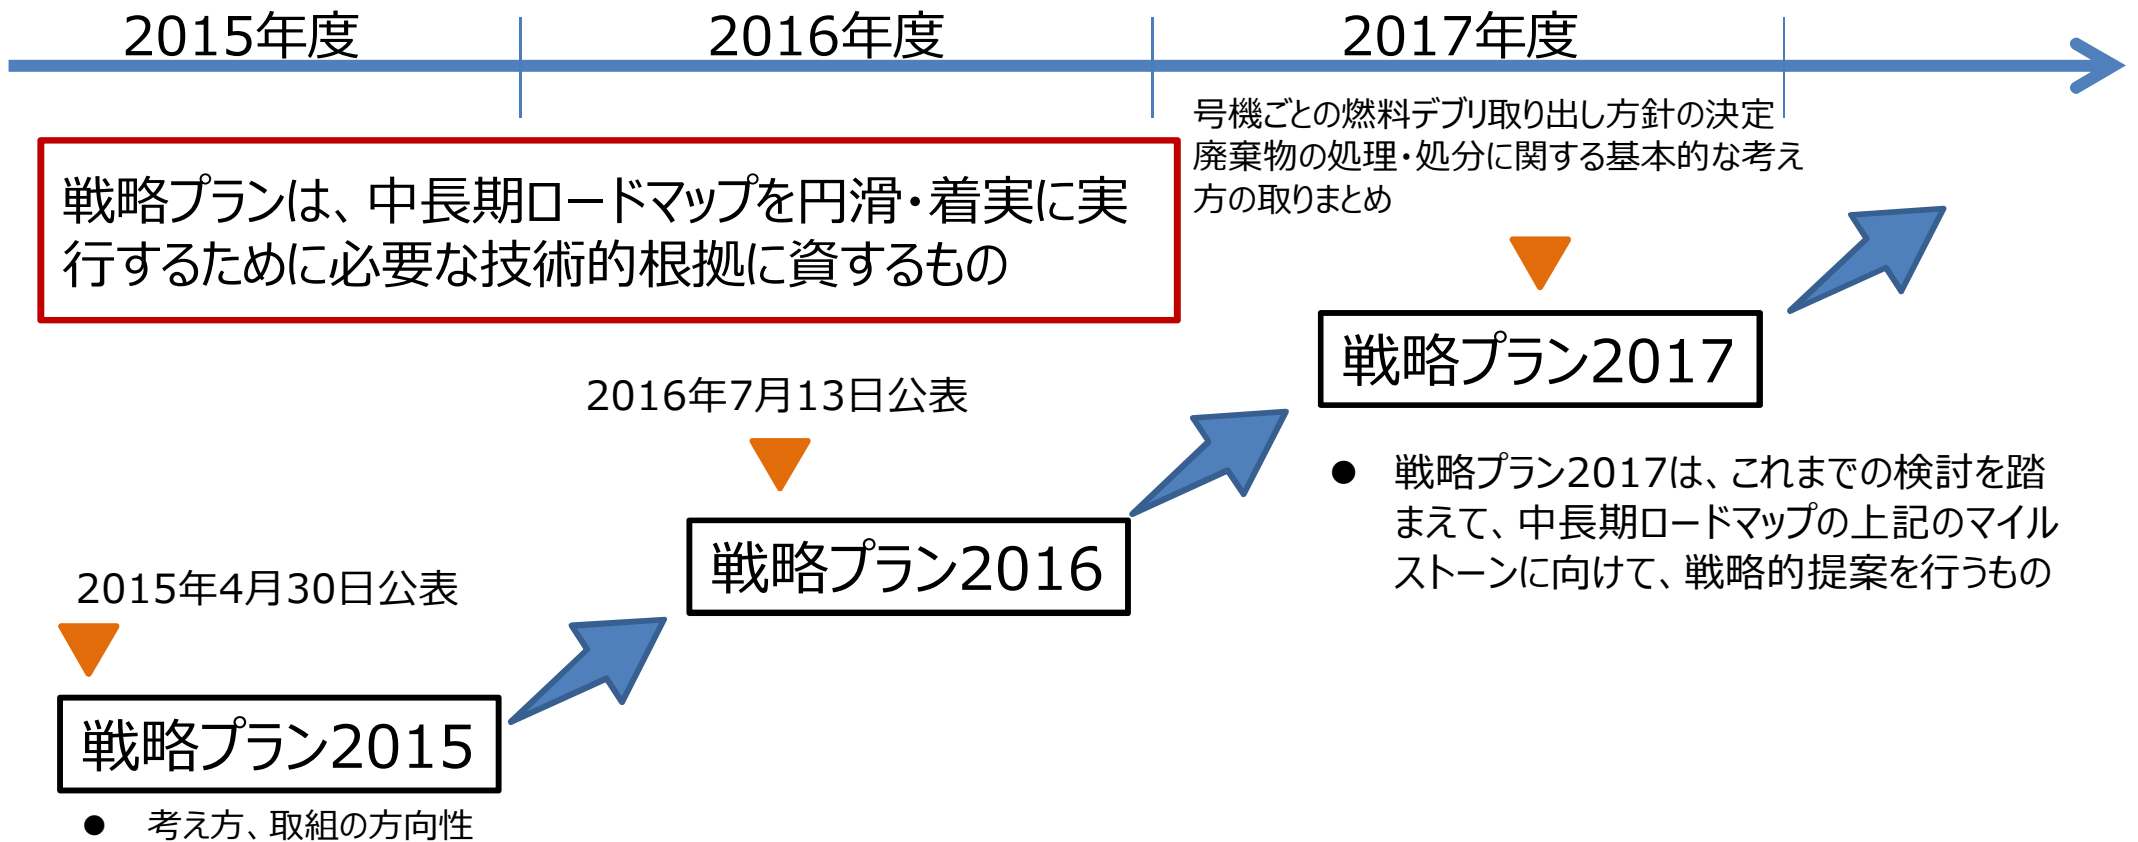 2015年度
2016年度
2017年度
号機ごとの燃料デブリ取り出し方針の決定
廃棄物の処理・処分に関する基本的な考え
方の取りまとめ
戦略プランは、中長期ロードマップを円滑・着実に実
行するために必要な技術的根拠に資するもの
戦略プラン2017
2016年7月13日公表
● 戦略プラン2017は、これまでの検討を踏
まえて、中長期ロードマップの上記のマイル
ストーンに向けて、戦略的提案を行うもの
戦略プラン2016
2015年4月30日公表
戦略プラン2015
● 考え方、取組の方向性